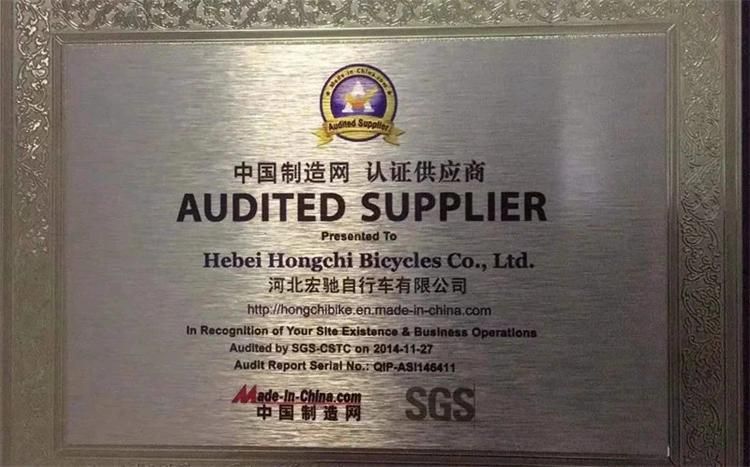 Made-in-China.com
Audited Supplier
中国制造网 认证供应商
AUDITED SUPPLIER
Presented To
Hebei Hongchi Bicycles Co., Ltd.
河北宏驰自行车有限公司
http://hongchibike.en.made-in-china.com
In Recognition of Your Site Existence & Business Operations
Audited by SGS-CSTC on 2014-11-27
Audit Report Serial No.: QIP-ASI146411
Made-in-China.com
中国制造网
SGS